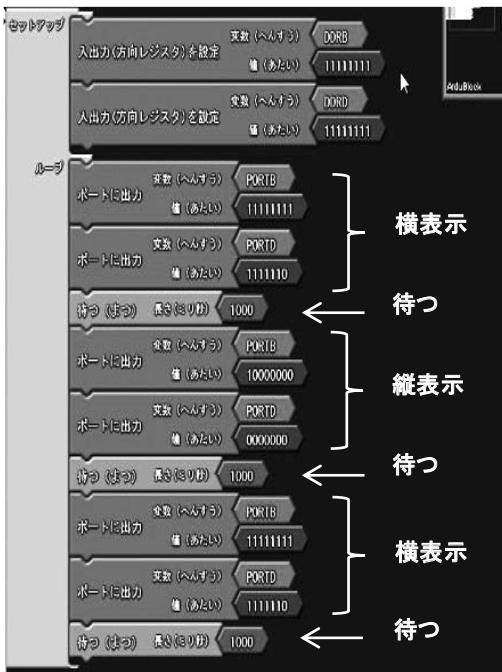 セットアップ
入出力(方向レジスタ)を設定 変数(へんすう) DDRB
値(あたい) 11111111
入出力(方向レジスタ)を設定 変数(へんすう) DDRD
値(あたい) 11111111
ArduBlock
ループ
ポートに出力 変数(へんすう) PORTB
値(あたい) 11111111
横表示
ポートに出力 変数(へんすう) PORTD
値(あたい) 1111110
待つ(まつ) 長さ(ミリ秒) 1000
待つ
ポートに出力 変数(へんすう) PORTB
値(あたい) 10000000
縦表示
ポートに出力 変数(へんすう) PORTD
値(あたい) 0000000
待つ(まつ) 長さ(ミリ秒) 1000
待つ
ポートに出力 変数(へんすう) PORTB
値(あたい) 11111111
横表示
ポートに出力 変数(へんすう) PORTD
値(あたい) 1111110
待つ(まつ) 長さ(ミリ秒) 1000
待つ